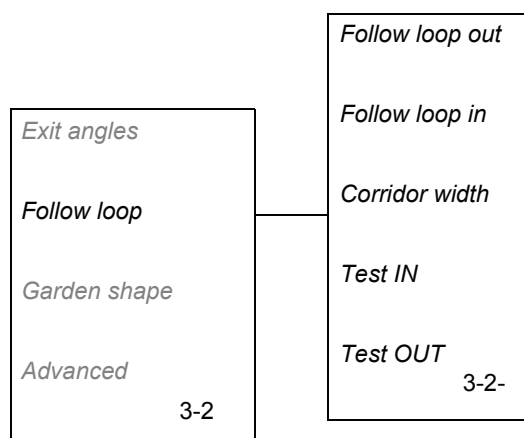 Exit angles
Follow loop
Garden shape
Advanced
3-2
Follow loop out
Follow loop in
Corridor width
Test IN
Test OUT
3-2-